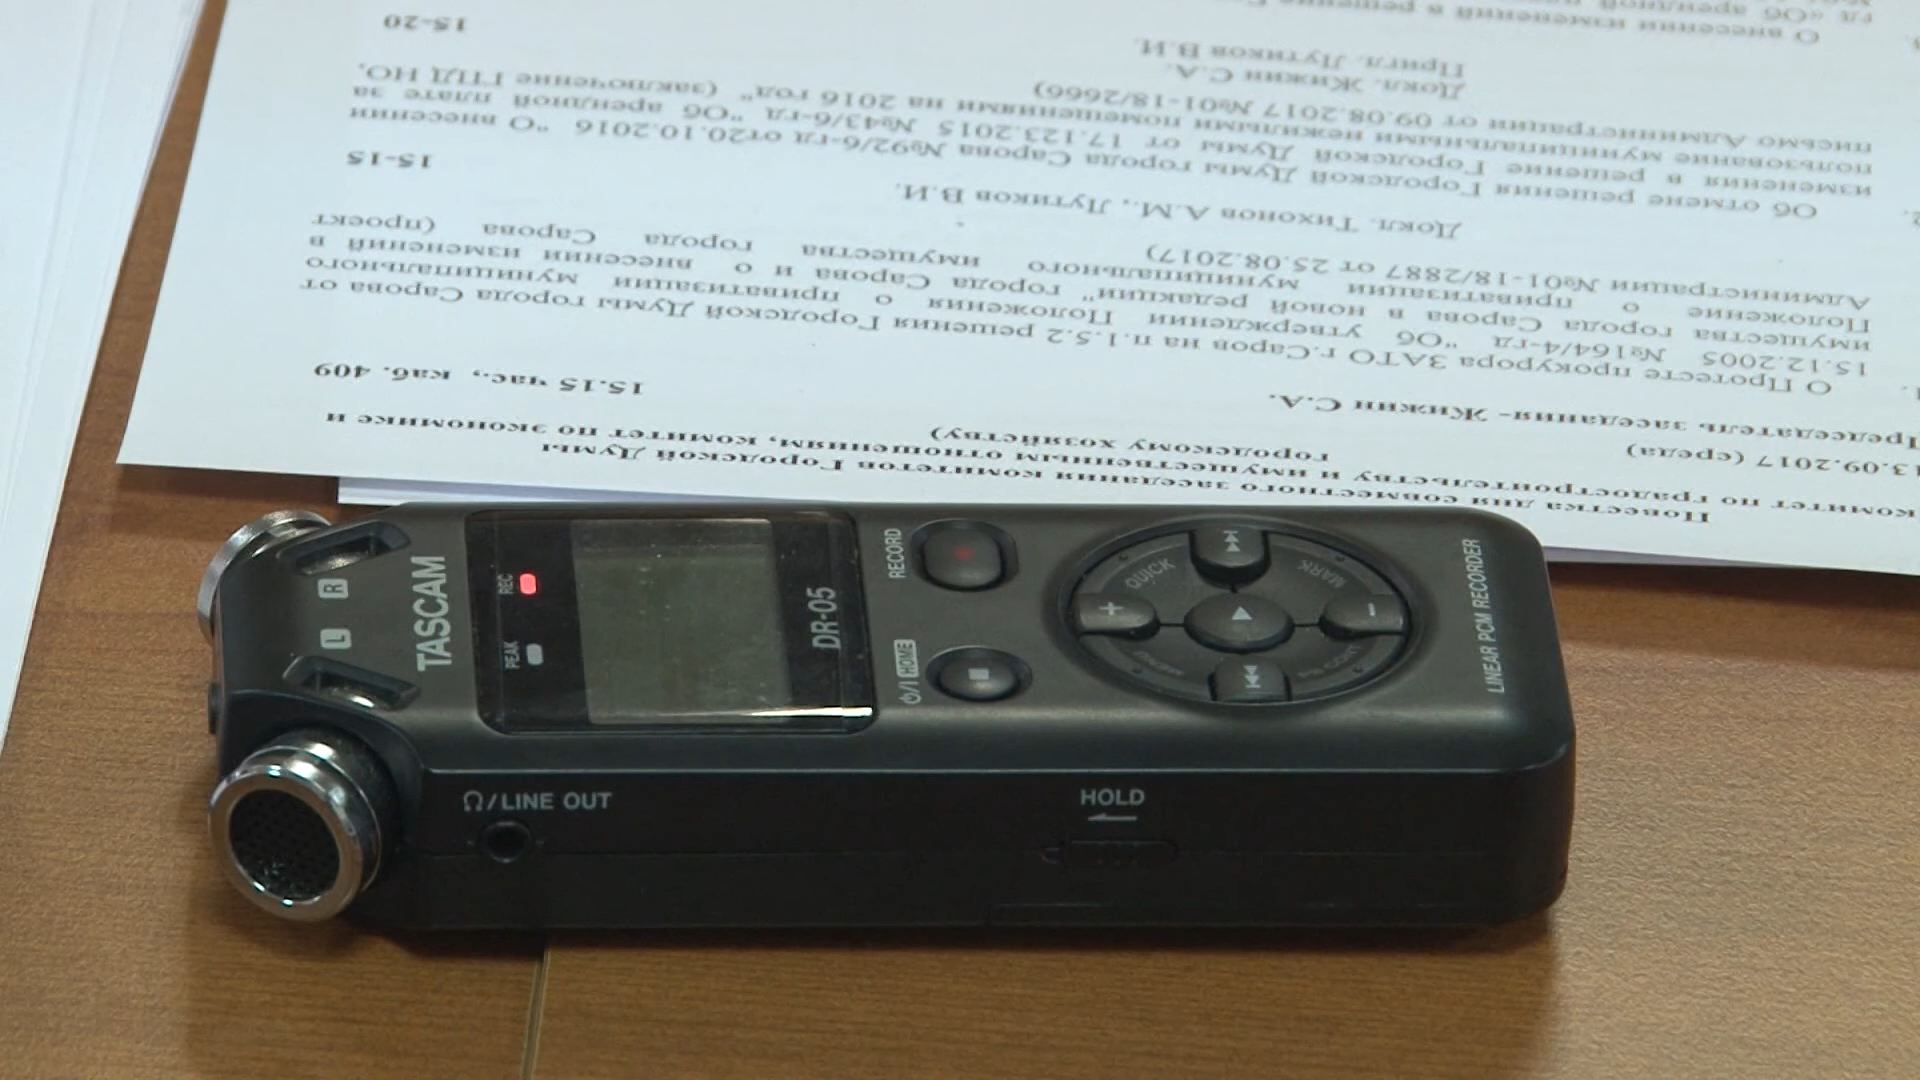 Повестка дня совместного заседания комитетов Городской Думы
комитет по градостроительству и имущественным отношениям, комитет по экономике и
городскому хозяйству)
13.09.2017 (среда) 15.15 час., каб. 409
Председатель заседания- Жижин С.А.
О Протесте прокурора ЗАТО г.Саров на п.1.5.2 решения Городской Думы города Сарова от
15.12.2005 №164/4-гд "Об утверждении Положения о приватизации муниципального
имущества города Сарова в новой редакции" города Сарова и о внесении изменений в
Положение о приватизации муниципального имущества города Сарова (проект
Администрации №01-18/2887 от 25.08.2017)
Докл. Тихонов А.М., Лутиков В.И.
15-15
2. Об отмене решения Городской Думы города Сарова №92/6-гд от20.10.2016 "О внесении
изменения в решение Городской Думы от 17.123.2015 №43/6-гд "Об арендной плате за
пользование муниципальными нежилыми помещениями на 2016 год" (заключение ГПД НО,
письмо Администрации от 09.08.2017 №01-18/2666)
Докл. Жижин С.А.
Пригл. Лутиков В.И.
15-20
О внесении изменений в решение
гд «Об арендной
TASCAM
L R
PEAK REC
DR-05
RECORD
HOME
QUICK
MARK
MENU
LINEAR PCM RECORDER
/LINE OUT
HOLD